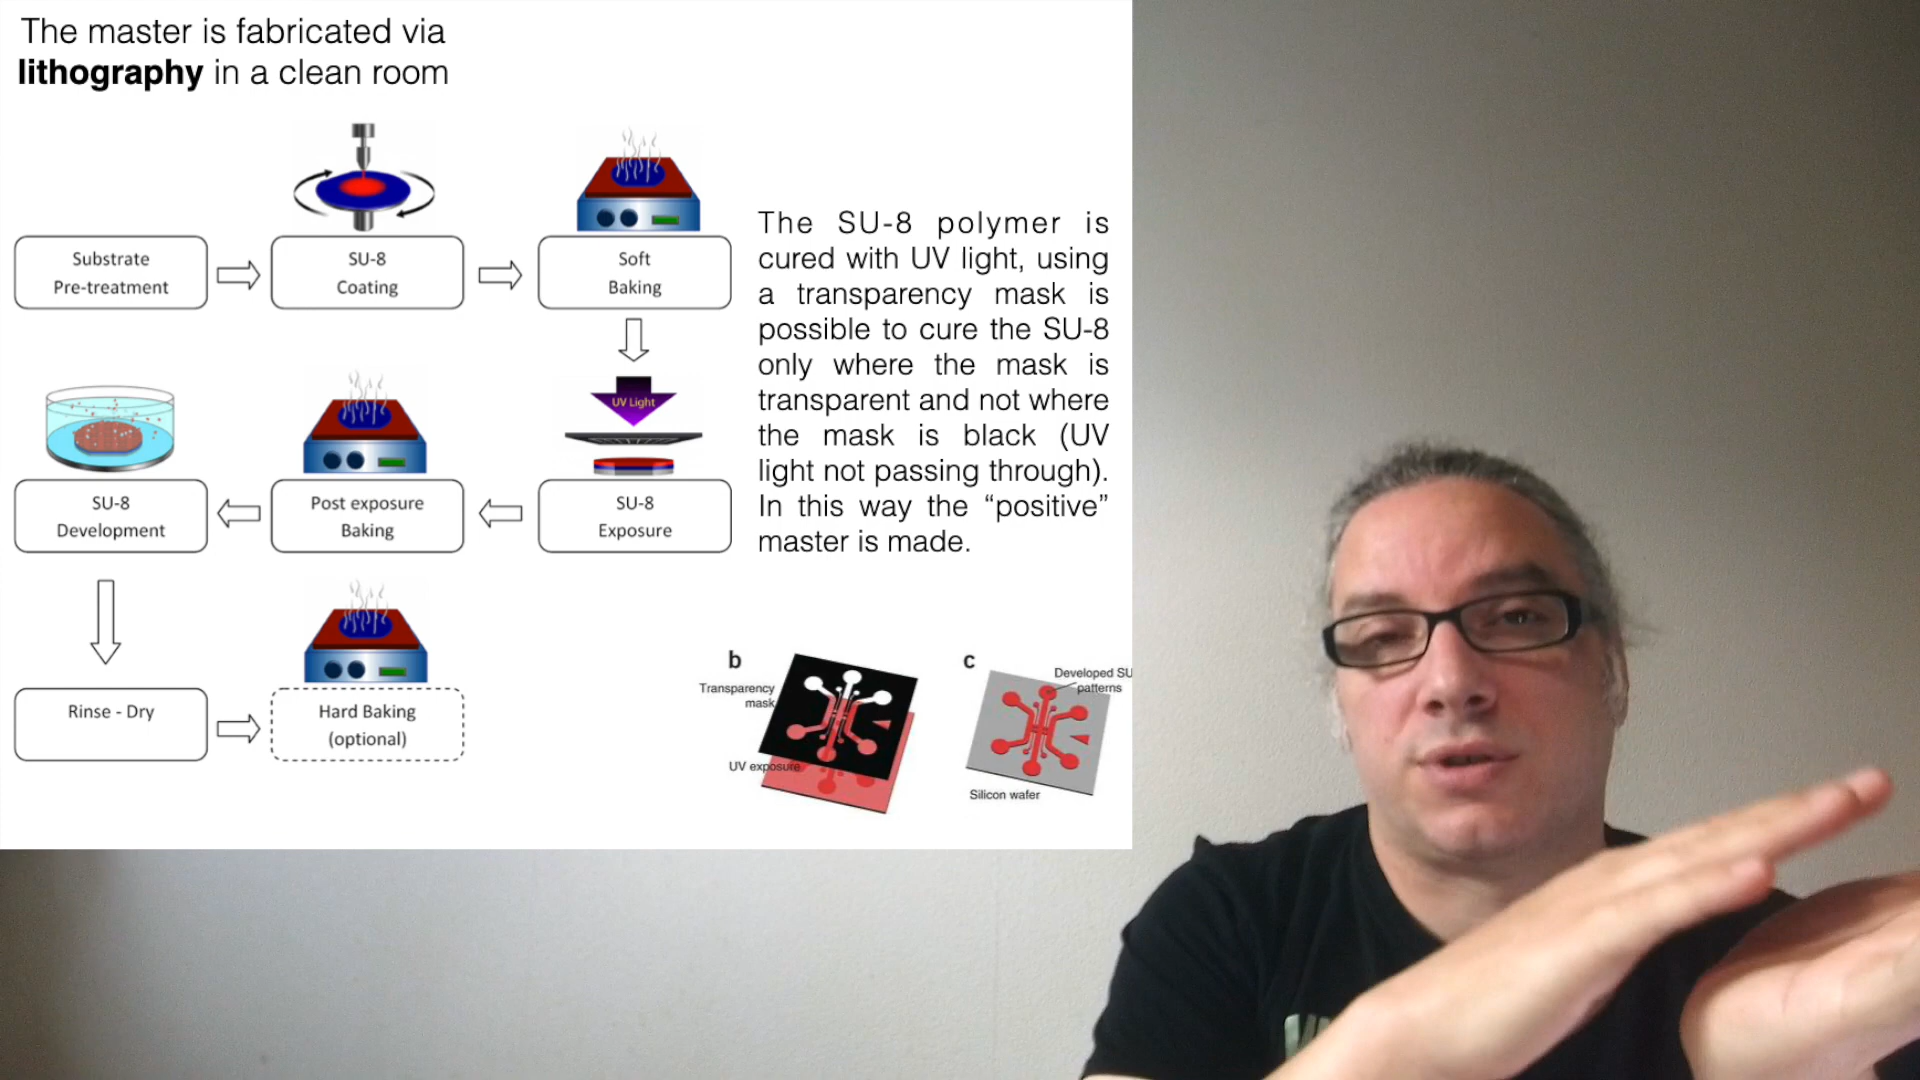 The master is fabricated via
lithography in a clean room
Substrate
Pre-treatment
SU-8
Coating
Soft
Baking
UV Light
SU-8
Exposure
Post exposure
Baking
SU-8
Development
Rinse - Dry
Hard Baking
(optional)
The SU-8 polymer is
cured with UV light, using
a transparency mask is
possible to cure the SU-8
only where the mask is
transparent and not where
the mask is black (UV
light not passing through).
In this way the “positive”
master is made.
b
Transparency
mask
UV exposure
c
Developed SU
patterns
Silicon wafer